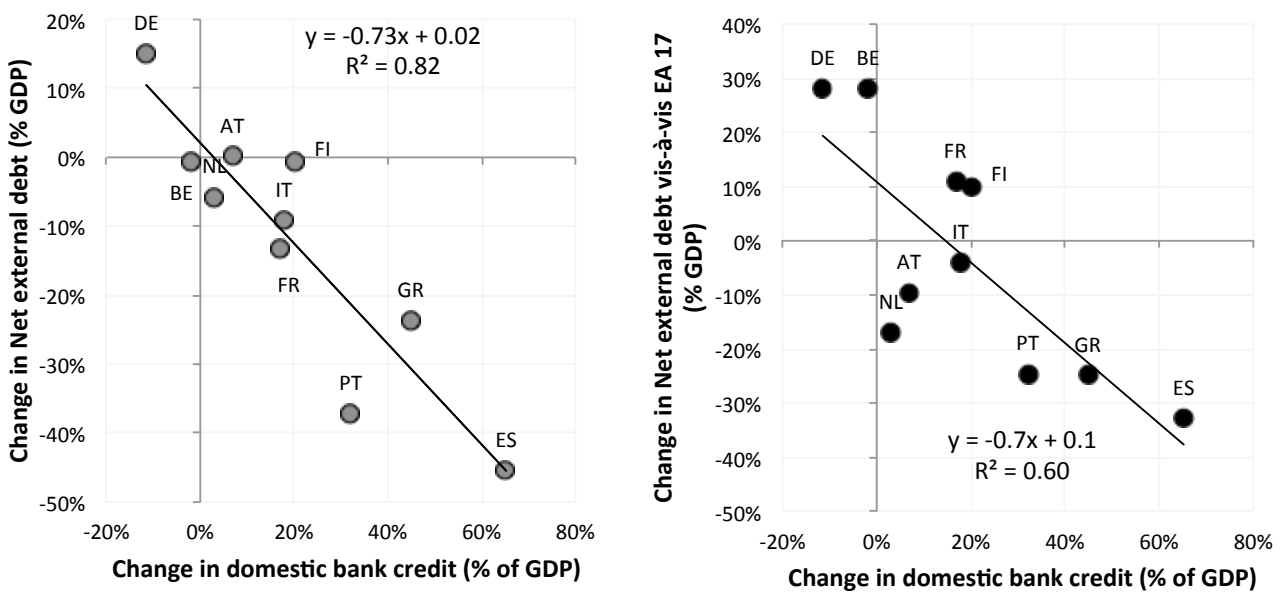 Change in Net external debt (% GDP)
20%
10%
0%
-10%
-20%
-30%
-40%
-50%
DE
y = -0.73x + 0.02
R² = 0.82
AT
FI
NL
BE
IT
FR
GR
PT
ES
-20%
0%
20%
40%
60%
80%
Change in domestic bank credit (% of GDP)
Change in Net external debt vis-à-vis EA 17
(% GDP)
40%
30%
20%
10%
0%
-10%
-20%
-30%
-40%
-50%
DE
BE
FR
FI
IT
AT
NL
PT
GR
ES
y = -0.7x + 0.1
R² = 0.60
-20%
0%
20%
40%
60%
80%
Change in domestic bank credit (% of GDP)